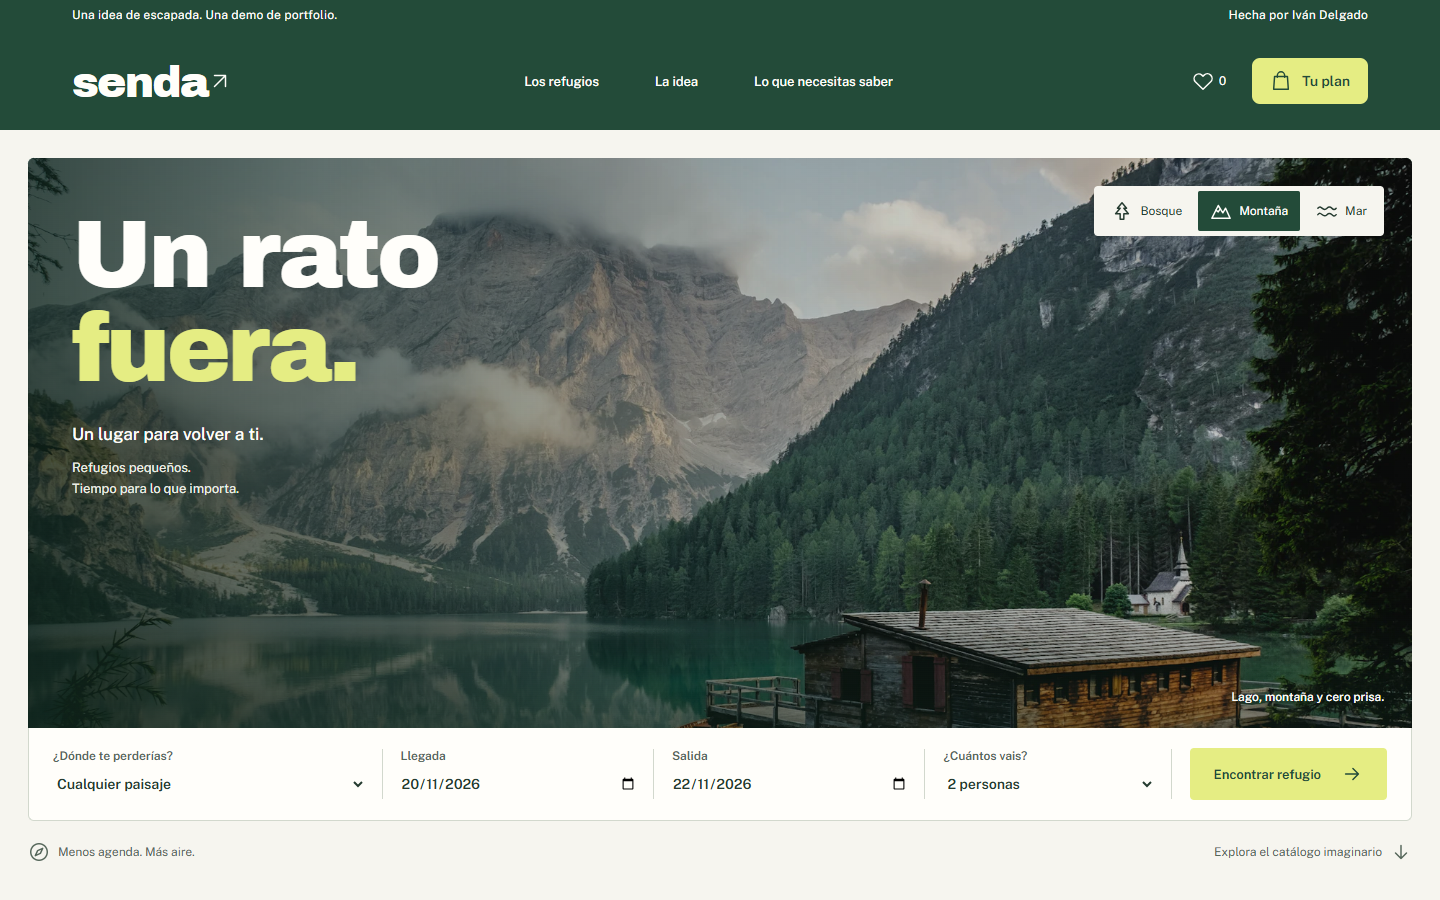 Una idea de escapada. Una demo de portfolio.
Hecha por Iván Delgado
senda
Los refugios
La idea
Lo que necesitas saber
0
Tu plan
Un rato
fuera.
Bosque
Montaña
Mar
Un lugar para volver a ti.
Refugios pequeños.
Tiempo para lo que importa.
Lago, montaña y cero prisa.
¿Dónde te perderías?
Cualquier paisaje
Llegada
20/11/2026
Salida
22/11/2026
¿Cuántos vais?
2 personas
Encontrar refugio
Menos agenda. Más aire.
Explora el catálogo imaginario